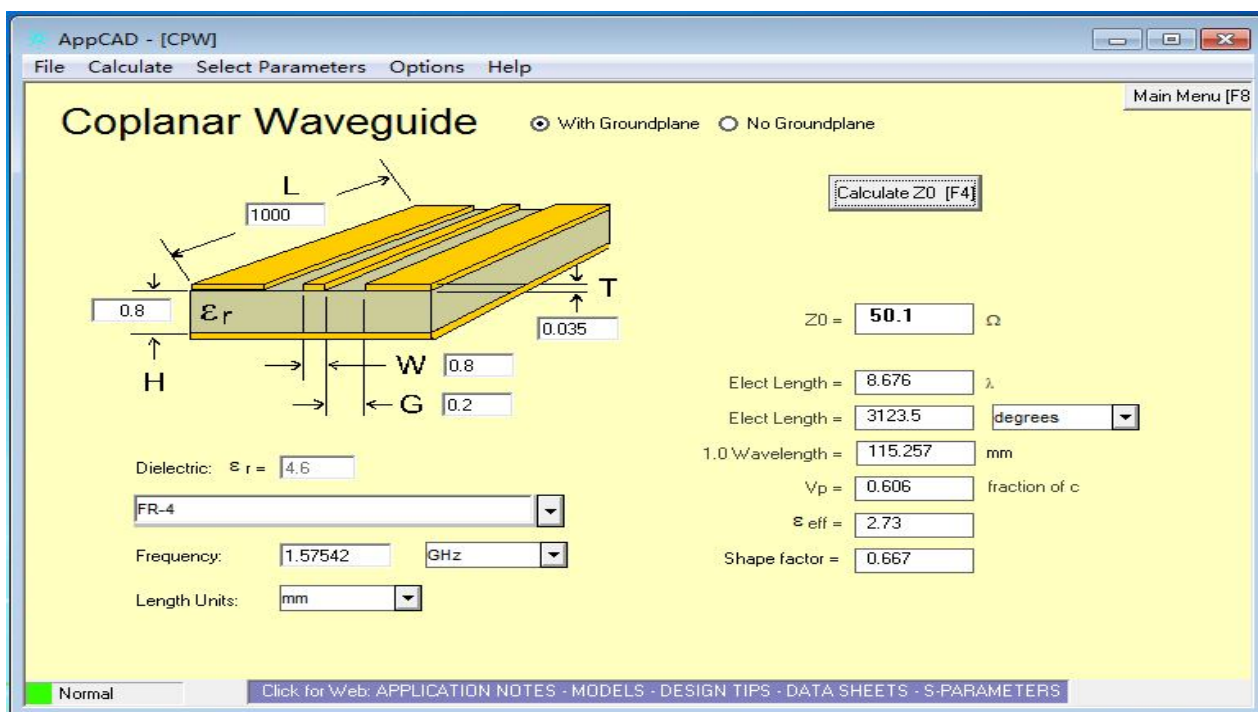 AppCAD - [CPW]
File Calculate Select Parameters Options Help
Main Menu [F8
Coplanar Waveguide
With Groundplane No Groundplane
L
1000
Calculate Z0 [F4]
0.8
εr
T
0.035
H
W 0.8
G 0.2
Z0 = 50.1 Ω
Elect Length = 8.676 λ
Elect Length = 3123.5 degrees
1.0 Wavelength = 115.257 mm
Vp = 0.606 fraction of c
ε eff = 2.73
Shape factor = 0.667
Dielectric: ε r = 4.6
FR-4
Frequency: 1.57542 GHz
Length Units: mm
Normal
Click for Web: APPLICATION NOTES - MODELS - DESIGN TIPS - DATA SHEETS - S-PARAMETERS